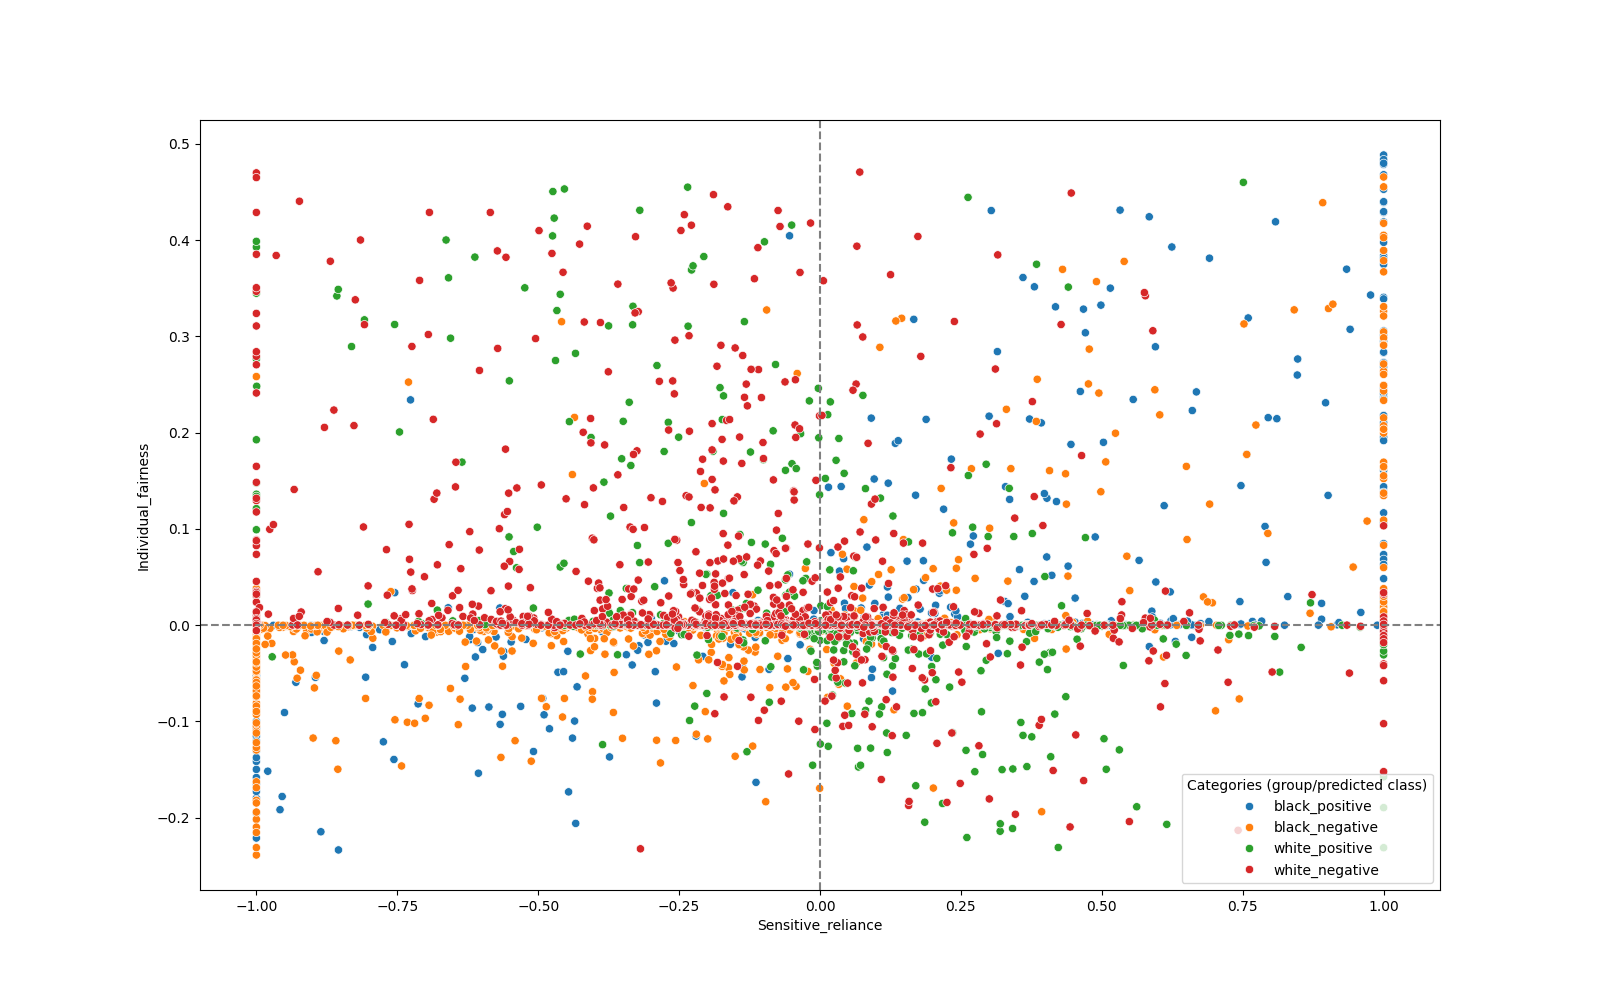 0.5
0.4
0.3
0.2
0.1
0.0
−0.1
−0.2
Individual_fairness
−1.00
−0.75
−0.50
−0.25
0.00
0.25
0.50
0.75
1.00
Sensitive_reliance
Categories (group/predicted class)
black_positive
black_negative
white_positive
white_negative